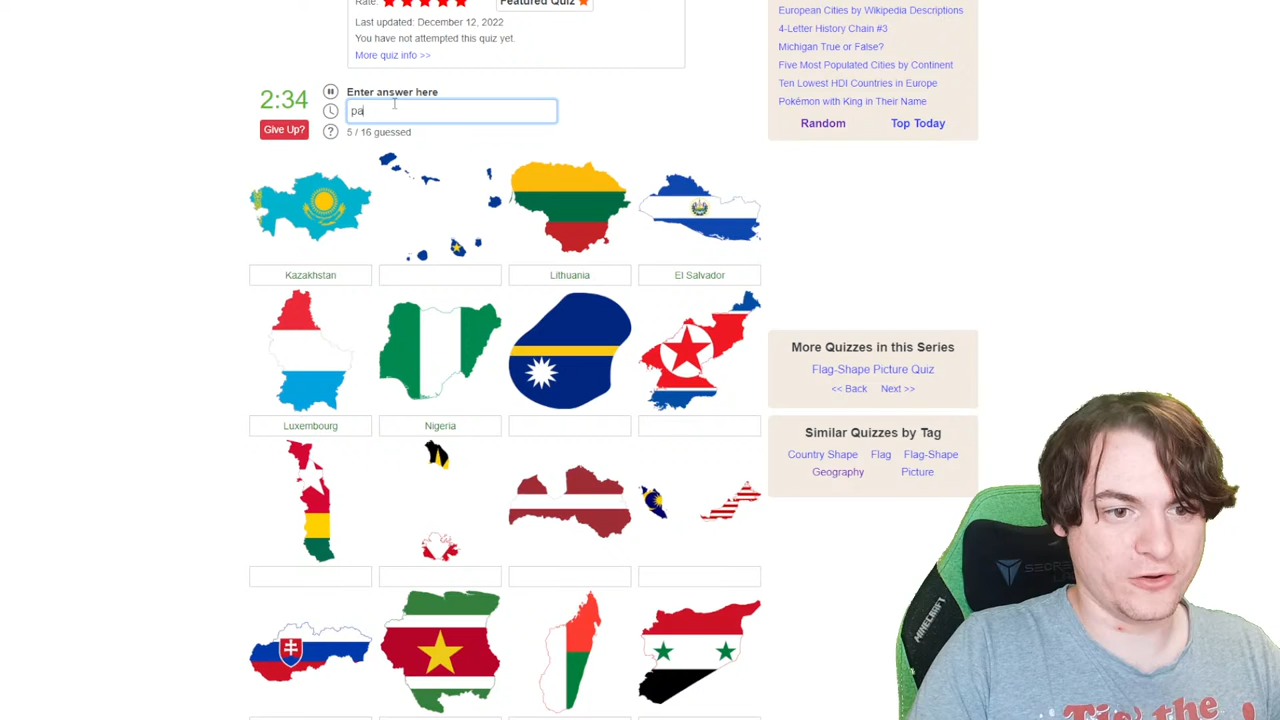 Rate:
Featured Quiz
Last updated: December 12, 2022
You have not attempted this quiz yet.
More quiz info >>
European Cities by Wikipedia Descriptions
4-Letter History Chain #3
Michigan True or False?
Five Most Populated Cities by Continent
Ten Lowest HDI Countries in Europe
Pokémon with King in Their Name
Random
Top Today
2:34
Give Up?
Enter answer here
pa
?
5 / 16 guessed
Kazakhstan
Lithuania
El Salvador
Luxembourg
Nigeria
More Quizzes in this Series
Flag-Shape Picture Quiz
<< Back
Next >>
Similar Quizzes by Tag
Country Shape
Flag
Flag-Shape
Geography
Picture
MINECRAFT
Tis the